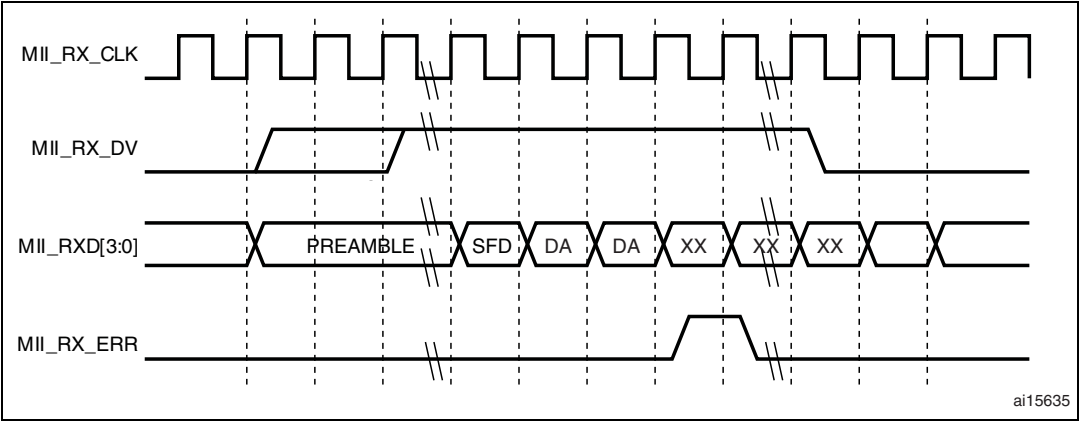 MII_RX_CLK
MII_RX_DV
MII_RXD[3:0] PREAMBLE SFD DA DA XX XX XX
MII_RX_ERR
ai15635